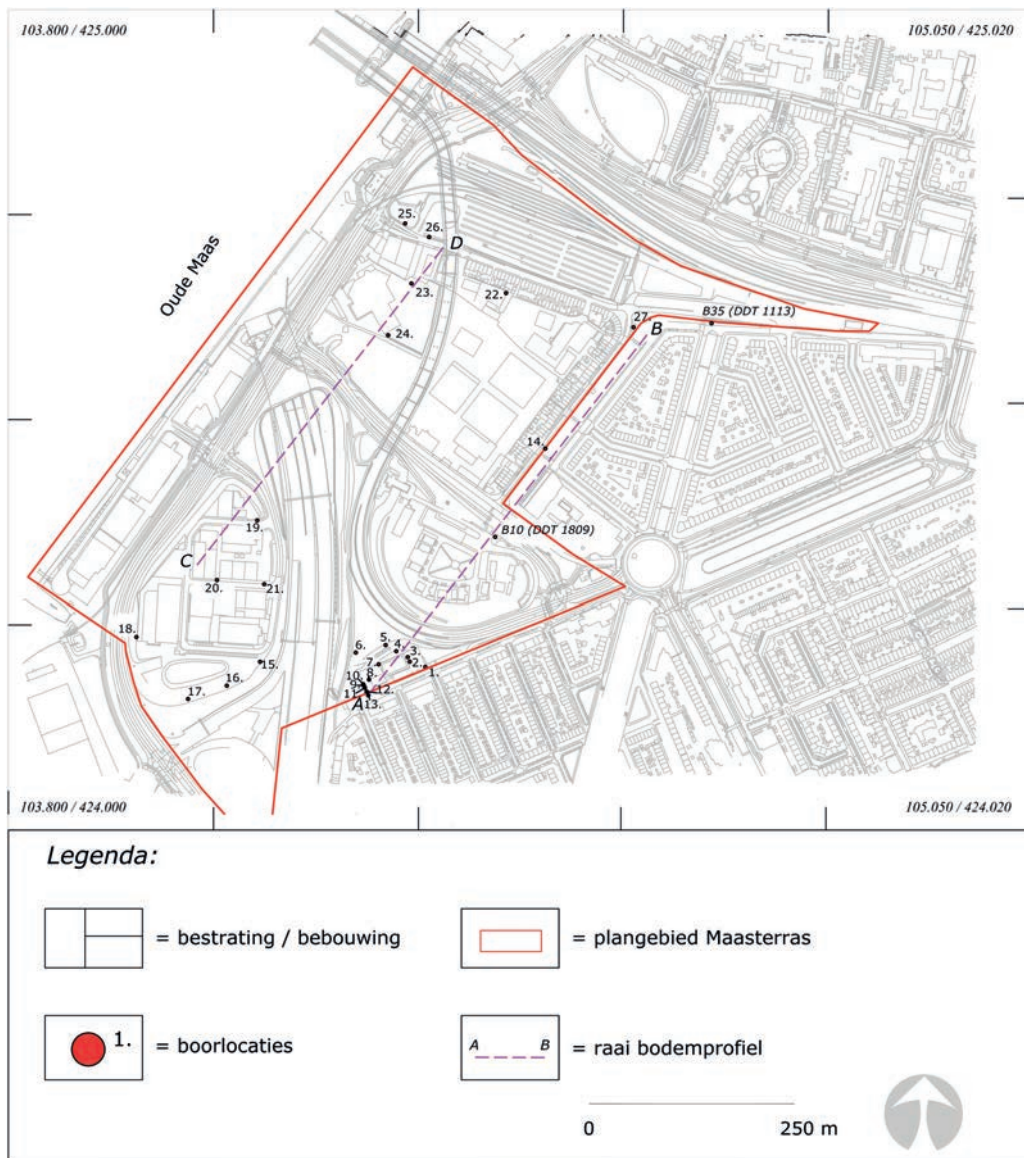 103.800 / 425.000
105.050 / 425.020
Oude Maas
25.
26.
D
23.
22.
24.
27.
B35 (DDT 1113)
B
14.
B10 (DDT 1809)
19.
C
20.
21.
18.
5.
4.
6.
3.
2.
7.
1.
15.
8.
10.
9.
16.
12.
11.
17.
A
13.
103.800 / 424.000
105.050 / 424.020
Legenda:
= bestrating / bebouwing
= plangebied Maasterras
1.
= boorlocaties
A B
= raai bodemprofiel
0 250 m